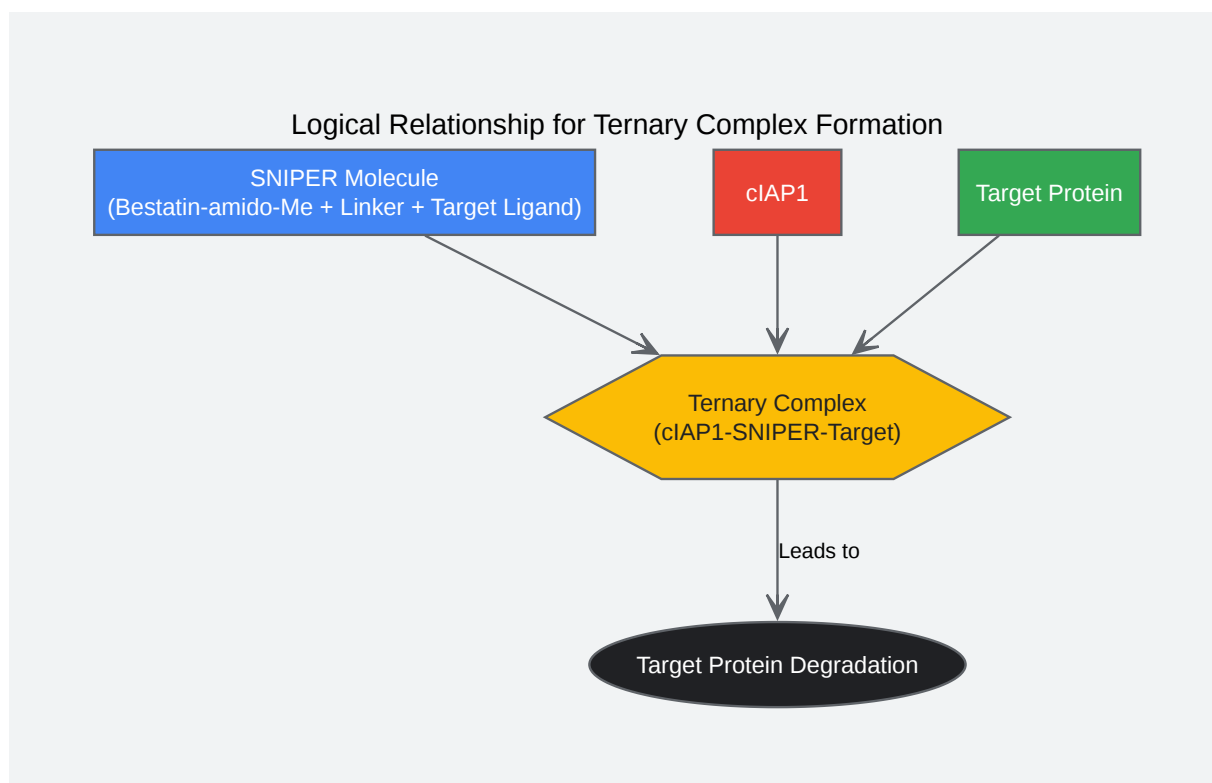 Logical Relationship for Ternary Complex Formation
SNIPER Molecule
(Bestatin-amido-Me + Linker + Target Ligand)
cIAP1
Target Protein
Ternary Complex
(cIAP1-SNIPER-Target)
Leads to
Target Protein Degradation